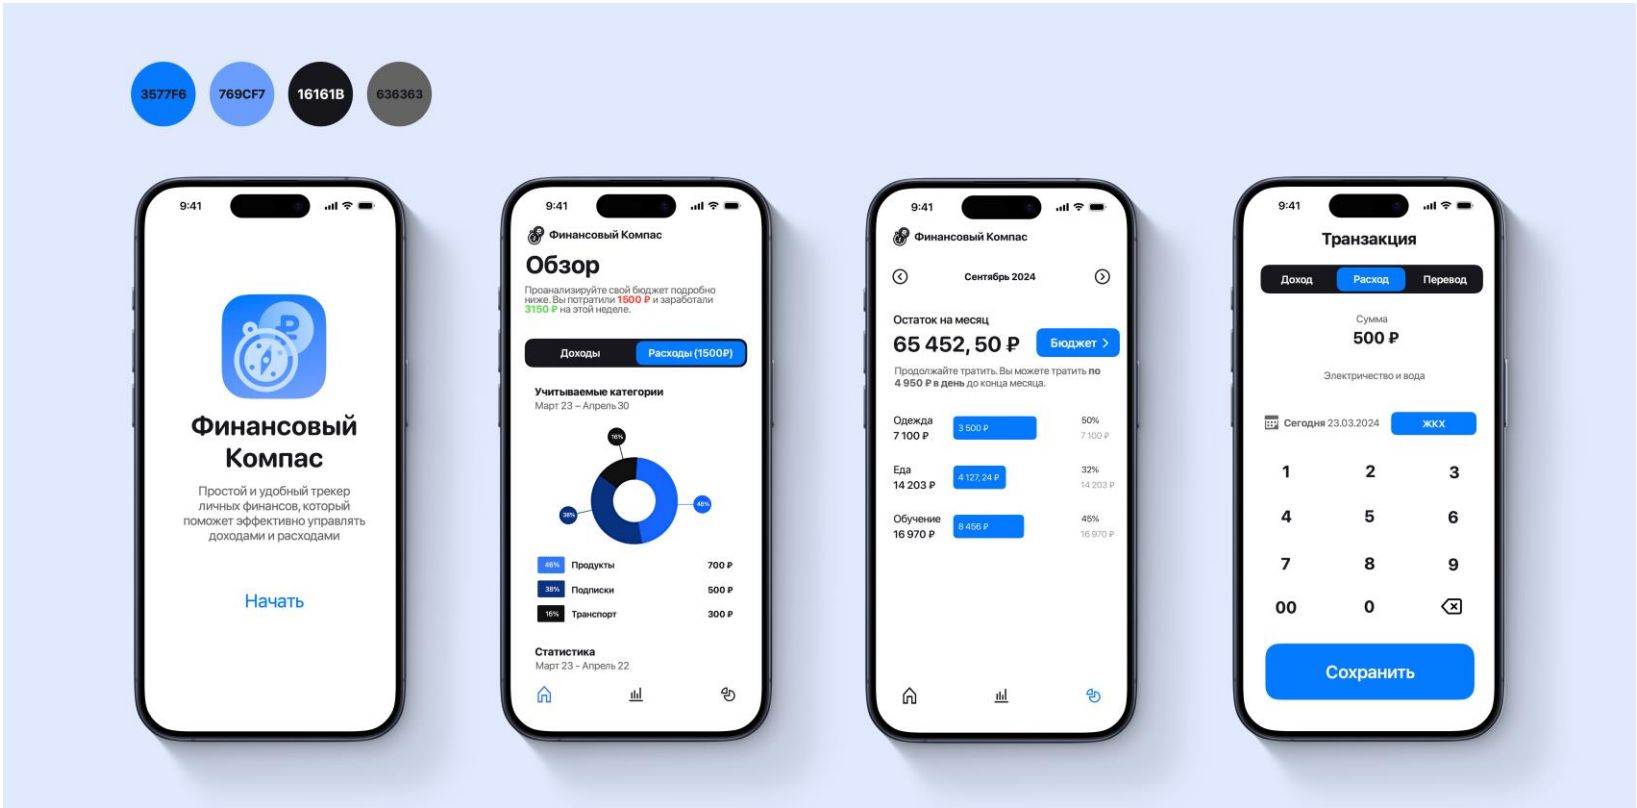 3577F6
769CF7
16161B
636363
9:41
Финансовый
Компас
Простой и удобный трекер
личных финансов, который
поможет эффективно управлять
доходами и расходами
Начать
9:41
Финансовый Компас
Обзор
Проанализируйте свой бюджет подробно
ниже. Вы потратили 1500 ₽ и заработали
3150 ₽ на этой неделе.
Доходы
Расходы (1500₽)
Учитываемые категории
Март 23 – Апрель 30
16%
46%
38%
46% Продукты 700 ₽
38% Подписки 500 ₽
16% Транспорт 300 ₽
Статистика
Март 23 - Апрель 22
9:41
Финансовый Компас
Сентябрь 2024
Остаток на месяц
65 452, 50 ₽
Бюджет >
Продолжайте тратить. Вы можете тратить по
4 950 ₽ в день до конца месяца.
Одежда 50%
7 100 ₽ 3 500 ₽ 7 100 ₽
Еда 32%
14 203 ₽ 4 127, 24 ₽ 14 203 ₽
Обучение 45%
16 970 ₽ 8 456 ₽ 16 970 ₽
9:41
Транзакция
Доход Расход Перевод
Сумма
500 ₽
Электричество и вода
Сегодня 23.03.2024
ЖКХ
1 2 3
4 5 6
7 8 9
00 0
Сохранить